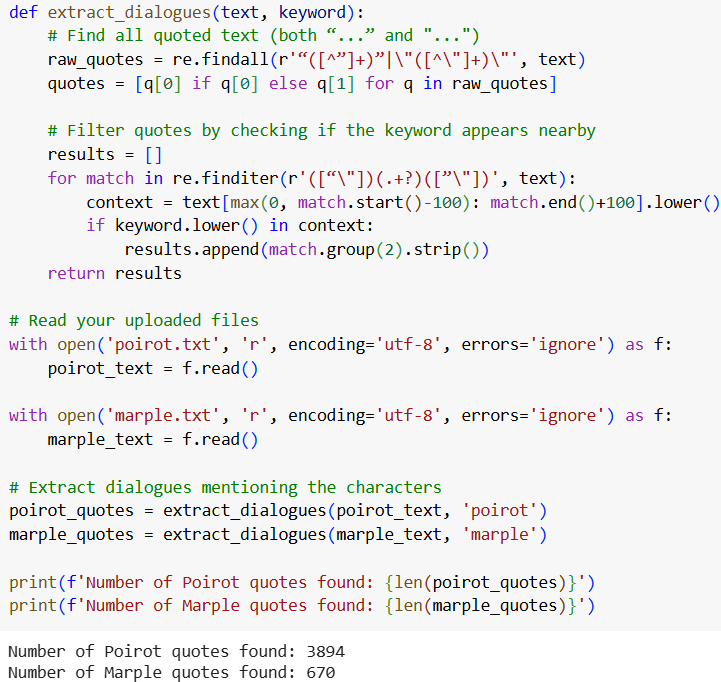 def extract_dialogues(text, keyword):
    # Find all quoted text (both “...” and "...")
    raw_quotes = re.findall(r'“([^”]+)”|\"([^\"]+)\"', text)
    quotes = [q[0] if q[0] else q[1] for q in raw_quotes]

    # Filter quotes by checking if the keyword appears nearby
    results = []
    for match in re.finditer(r'([“\"])(.+?)([”\"])', text):
        context = text[max(0, match.start()-100): match.end()+100].lower()
        if keyword.lower() in context:
            results.append(match.group(2).strip())
    return results

# Read your uploaded files
with open('poirot.txt', 'r', encoding='utf-8', errors='ignore') as f:
    poirot_text = f.read()

with open('marple.txt', 'r', encoding='utf-8', errors='ignore') as f:
    marple_text = f.read()

# Extract dialogues mentioning the characters
poirot_quotes = extract_dialogues(poirot_text, 'poirot')
marple_quotes = extract_dialogues(marple_text, 'marple')

print(f'Number of Poirot quotes found: {len(poirot_quotes)}')
print(f'Number of Marple quotes found: {len(marple_quotes)}')

Number of Poirot quotes found: 3894
Number of Marple quotes found: 670